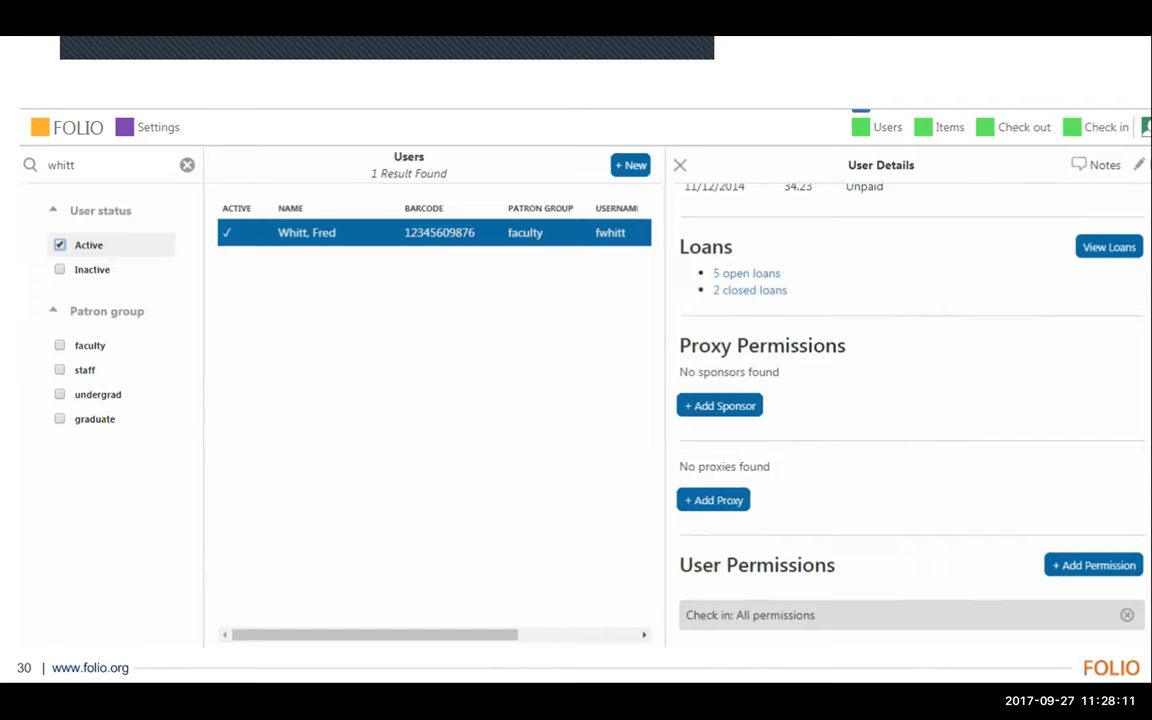 FOLIO Settings Users Items Check out Check in
whitt
User status
Active
Inactive
Patron group
faculty
staff
undergrad
graduate
Users
1 Result Found
+ New
ACTIVE NAME BARCODE PATRON GROUP
✓ Whitt, Fred 12345609876 faculty fwhitt
User Details
Notes
11/12/2014 34.23 Unpaid
Loans
View Loans
• 5 open loans
• 2 closed loans
Proxy Permissions
No sponsors found
+ Add Sponsor
No proxies found
+ Add Proxy
User Permissions
+ Add Permission
Check in: All permissions
30 | www.folio.org
FOLIO
2017-09-27 11:28:11